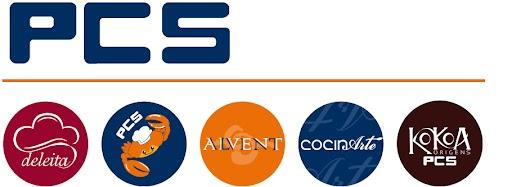 PCS
deleita
PCS
ALVENT
COCINArte
KOKOA
ORIGENS
PCS